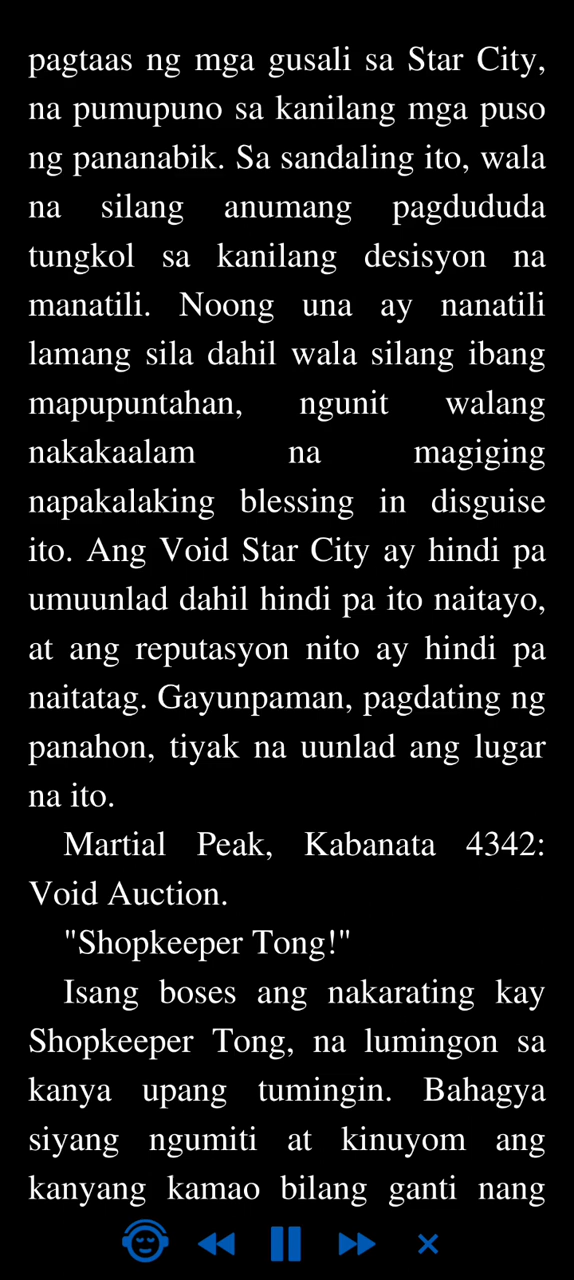 pagtaas ng mga gusali sa Star City,
na pumupuno sa kanilang mga puso
ng pananabik. Sa sandaling ito, wala
na silang anumang pagdududa
tungkol sa kanilang desisyon na
manatili. Noong una ay nanatili
lamang sila dahil wala silang ibang
mapupuntahan, ngunit walang
nakakaalam na magiging
napakalaking blessing in disguise
ito. Ang Void Star City ay hindi pa
umuunlad dahil hindi pa ito naitayo,
at ang reputasyon nito ay hindi pa
naitatag. Gayunpaman, pagdating ng
panahon, tiyak na uunlad ang lugar
na ito.
Martial Peak, Kabanata 4342:
Void Auction.
"Shopkeeper Tong!"
Isang boses ang nakarating kay
Shopkeeper Tong, na lumingon sa
kanya upang tumingin. Bahagya
siyang ngumiti at kinuyom ang
kanyang kamao bilang ganti nang